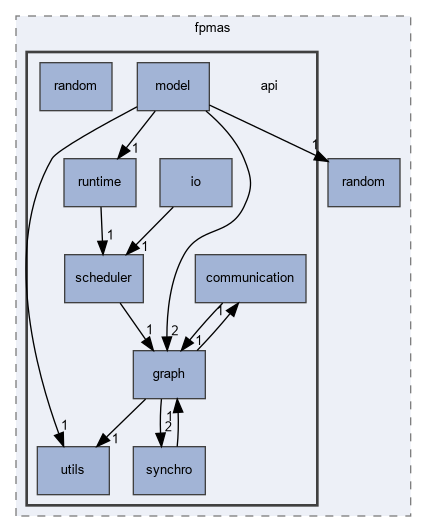 fpmas
random
model
api
1
1
runtime
io
random
1
1
scheduler
communication
1
2
1
1
graph
1
1
1
2
utils
synchro